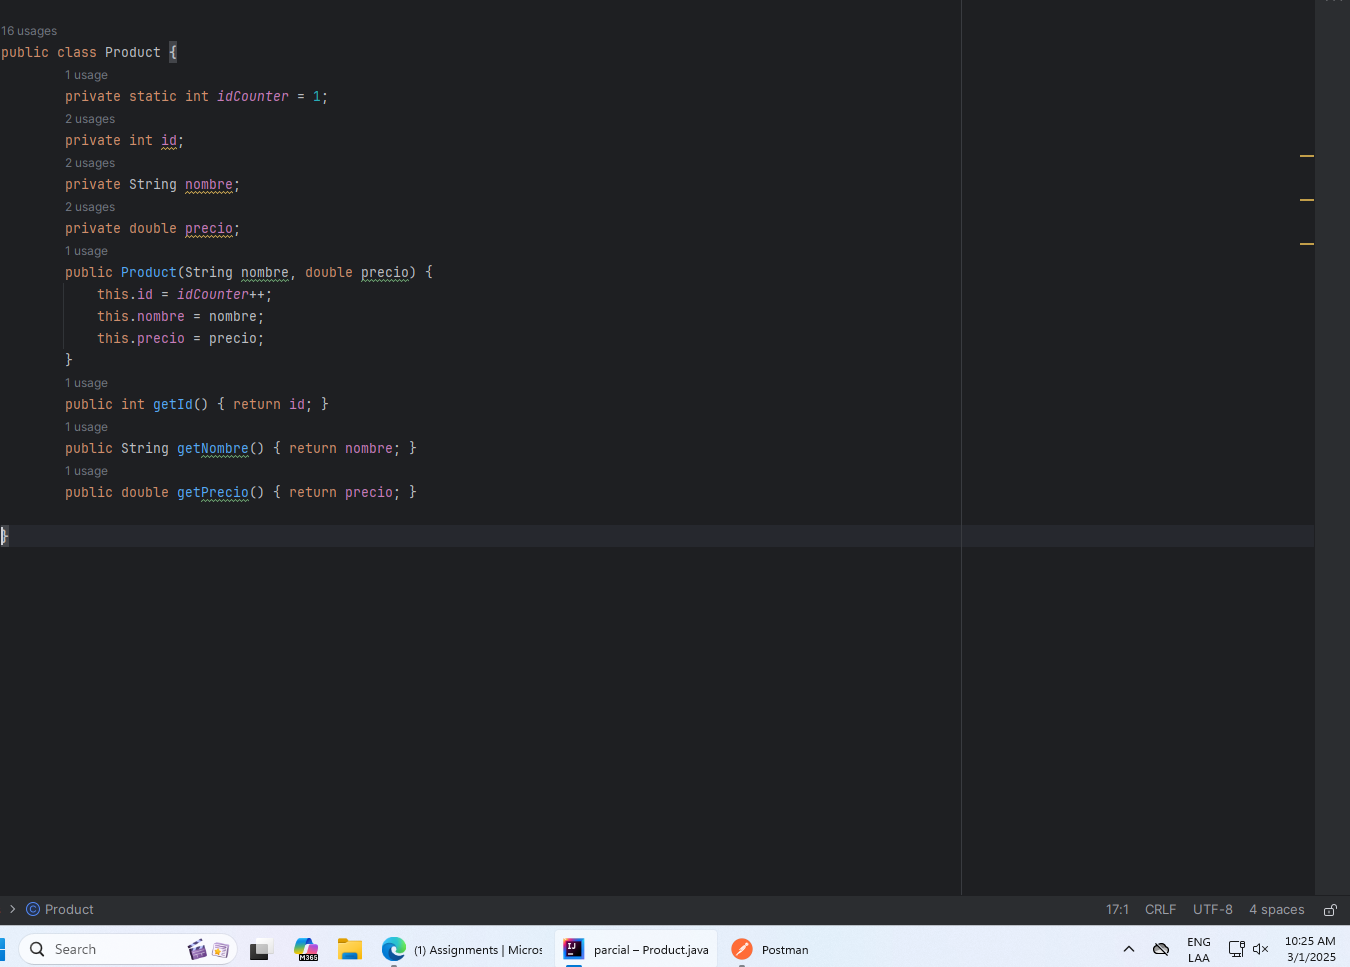 16 usages
public class Product {
1 usage
private static int idCounter = 1;
2 usages
private int id;
2 usages
private String nombre;
2 usages
private double precio;
1 usage
public Product(String nombre, double precio) {
this.id = idCounter++;
this.nombre = nombre;
this.precio = precio;
}
1 usage
public int getId() { return id; }
1 usage
public String getNombre() { return nombre; }
1 usage
public double getPrecio() { return precio; }
}
Product
17:1 CRLF UTF-8 4 spaces
Search
M365
(1) Assignments | Micros
IJ
parcial – Product.java
Postman
ENG
LAA
10:25 AM
3/1/2025